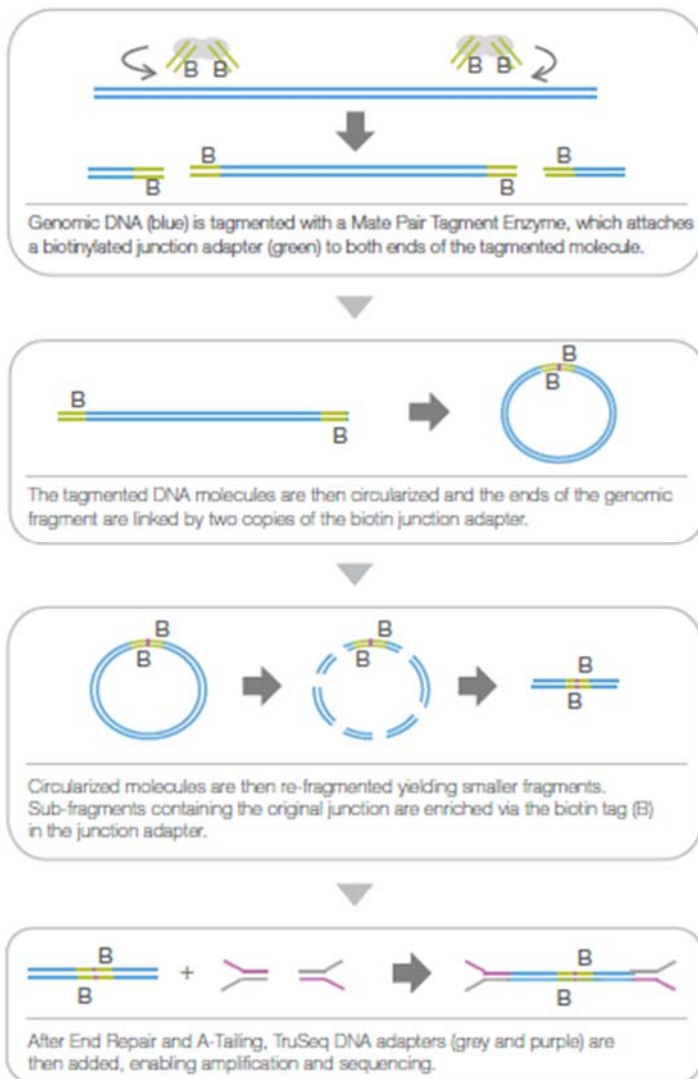 B B B B
B B
B B
Genomic DNA (blue) is tagmented with a Mate Pair Tagment Enzyme, which attaches
a biotinylated junction adapter (green) to both ends of the tagmented molecule.
B B
B B
The tagmented DNA molecules are then circularized and the ends of the genomic
fragment are linked by two copies of the biotin junction adapter.
B B B
B B B
Circularized molecules are then re-fragmented yielding smaller fragments.
Sub-fragments containing the original junction are enriched via the biotin tag (B)
in the junction adapter.
B B
+
B B
After End Repair and A-Tailing, TruSeq DNA adapters (grey and purple) are
then added, enabling amplification and sequencing.